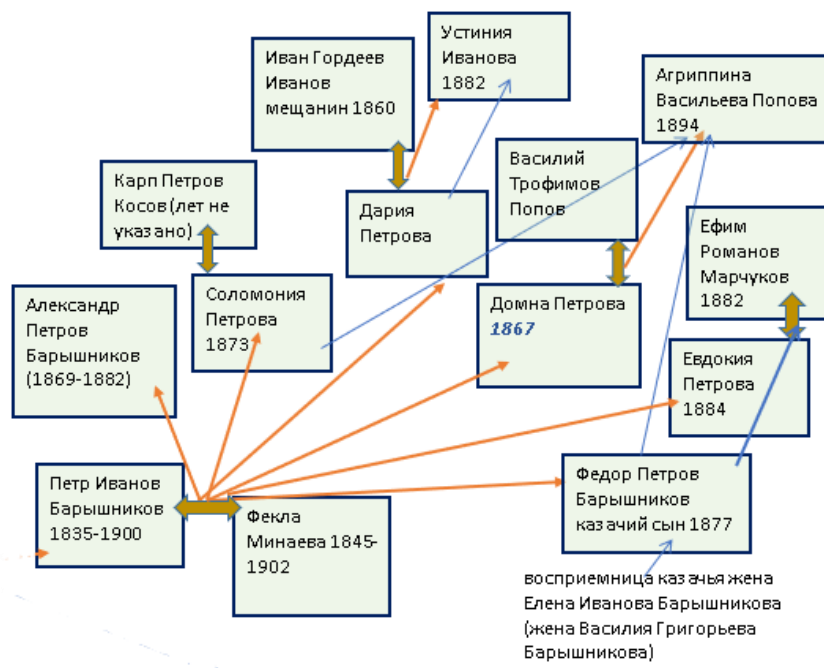 Устиния
Иванова
1882
Иван Гордеев
Иванов
мещанин 1860
Агриппина
Васильева Попова
1894
Василий
Трофимов
Попов
Карп Петров
Косов (лет не
указано)
Дария
Петрова
Ефим
Романов
Марчуков
1882
Александр
Петров
Барышников
(1869-1882)
Соломония
Петрова
1873
Домна Петрова
1867
Евдокия
Петрова
1884
Петр Иванов
Барышников
1835-1900
Фекла
Минаева 1845-
1902
Федор Петров
Барышников
казачий сын 1877
восприемница казачья жена
Елена Иванова Барышникова
(жена Василия Григорьева
Барышникова)